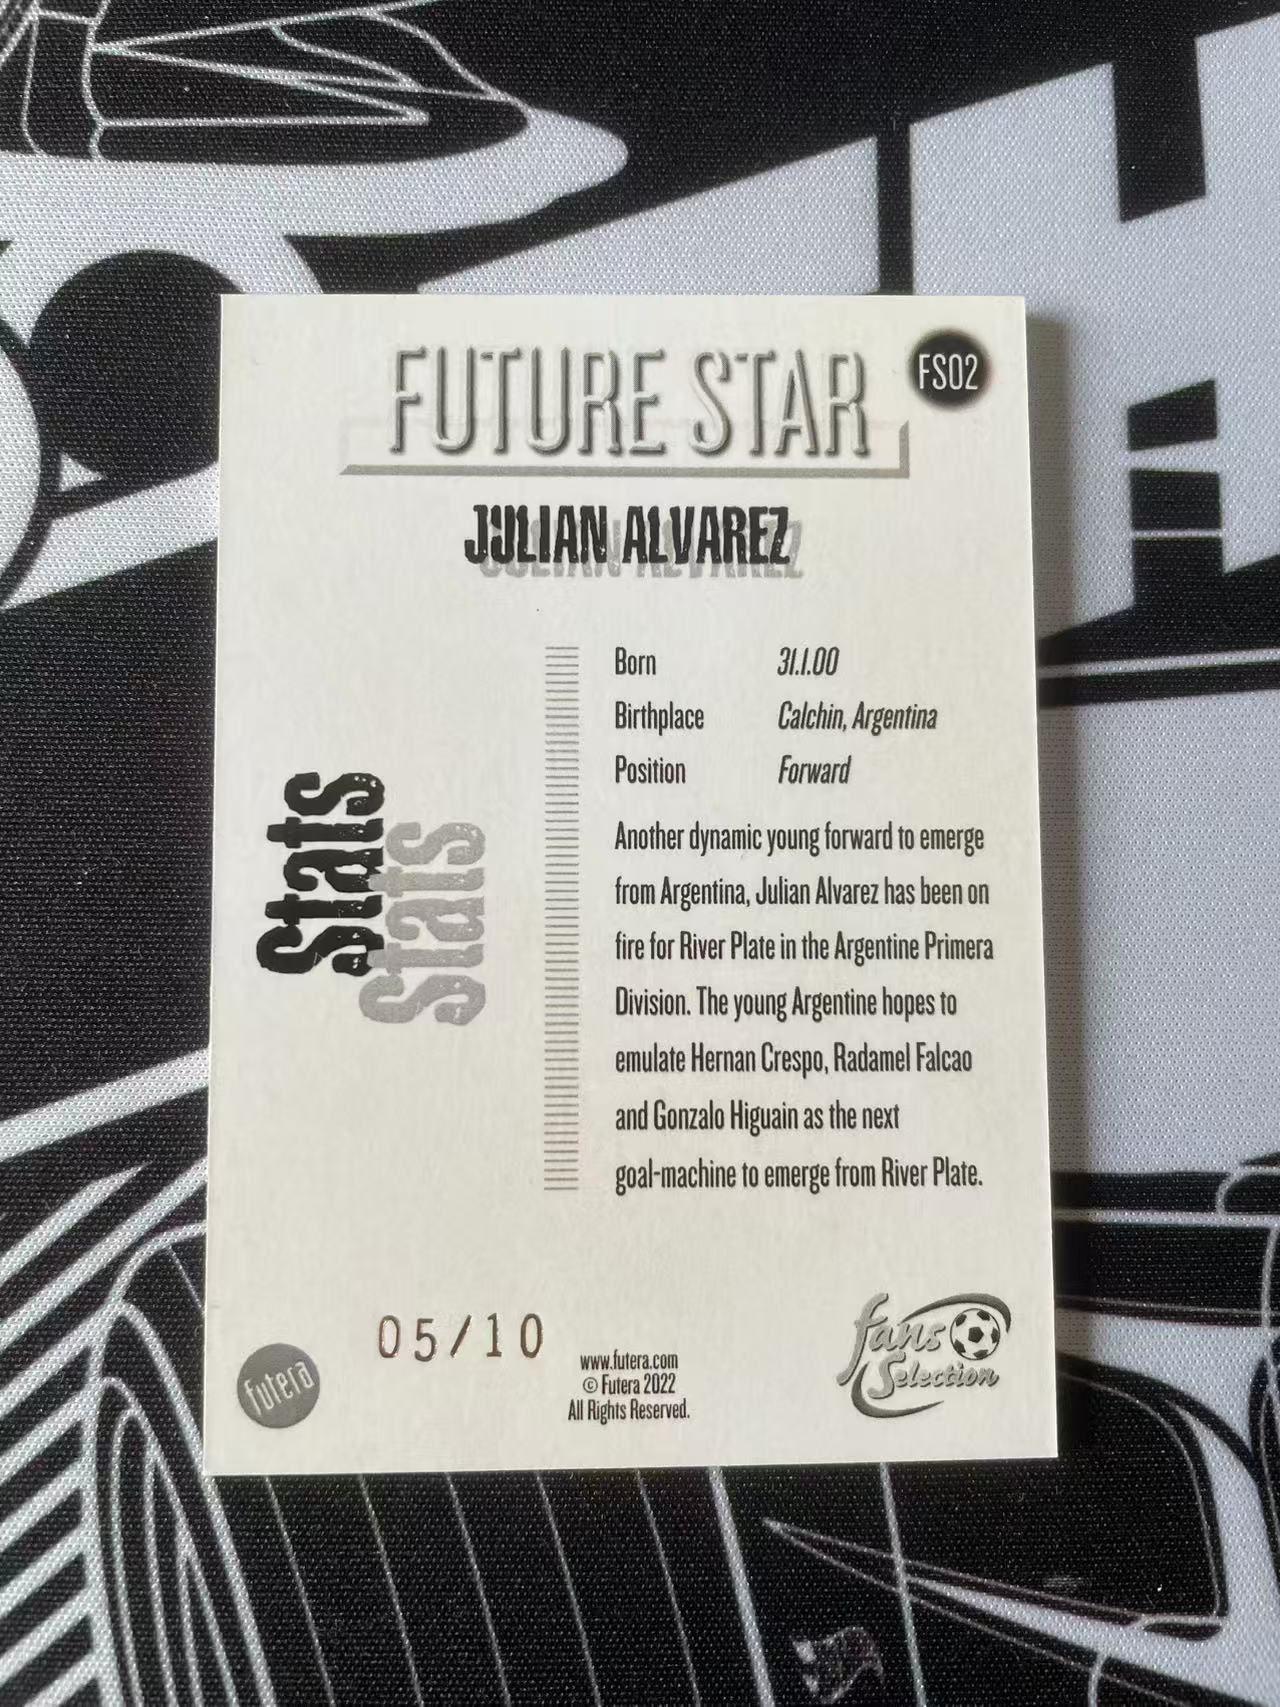 FUTURE STAR
FS02
JULIAN ALVAREZ
JULIAN ALVAREZ
Born 31.1.00
Birthplace Calchin, Argentina
Position Forward
Stats
Stats
Another dynamic young forward to emerge
from Argentina, Julian Alvarez has been on
fire for River Plate in the Argentine Primera
Division. The young Argentine hopes to
emulate Hernan Crespo, Radamel Falcao
and Gonzalo Higuain as the next
goal-machine to emerge from River Plate.
05/10
futera
www.futera.com
© Futera 2022
All Rights Reserved.
fans
Selection